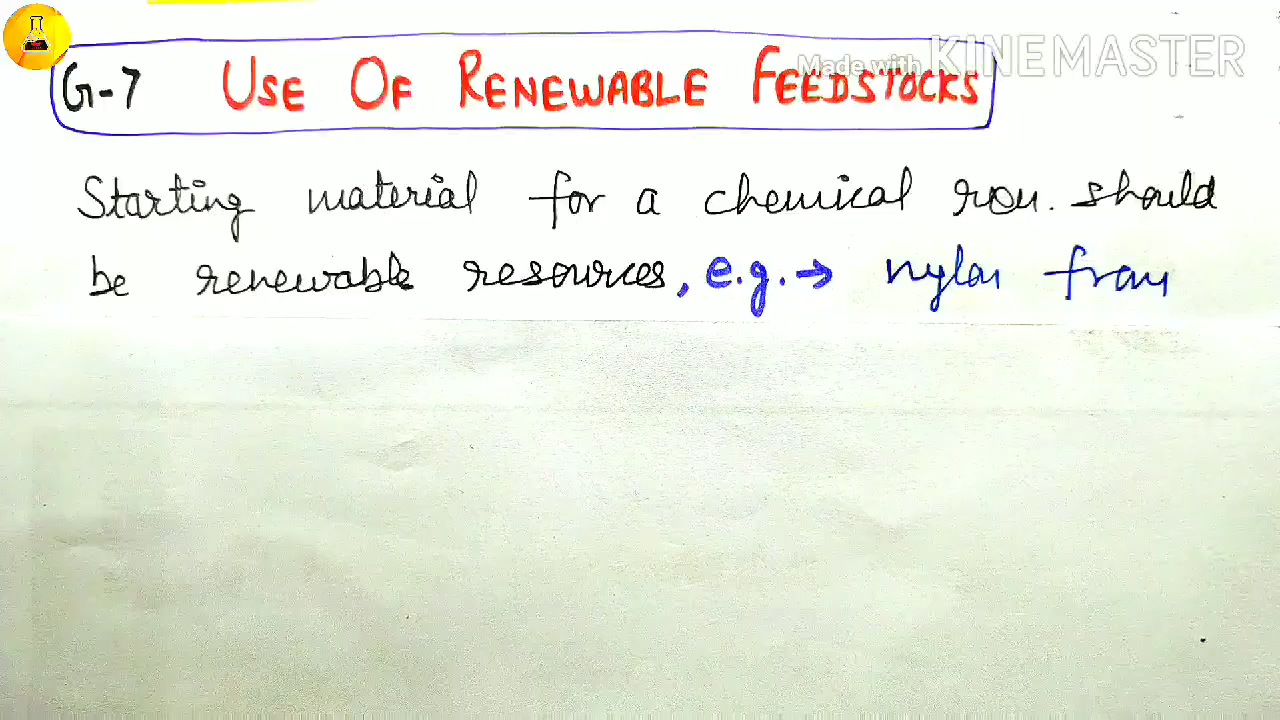 G-7 USE OF RENEWABLE FEEDSTOCKS
Made with KINEMASTER
Starting material for a chemical rxn. should
be renewable resources, e.g. → nylon from